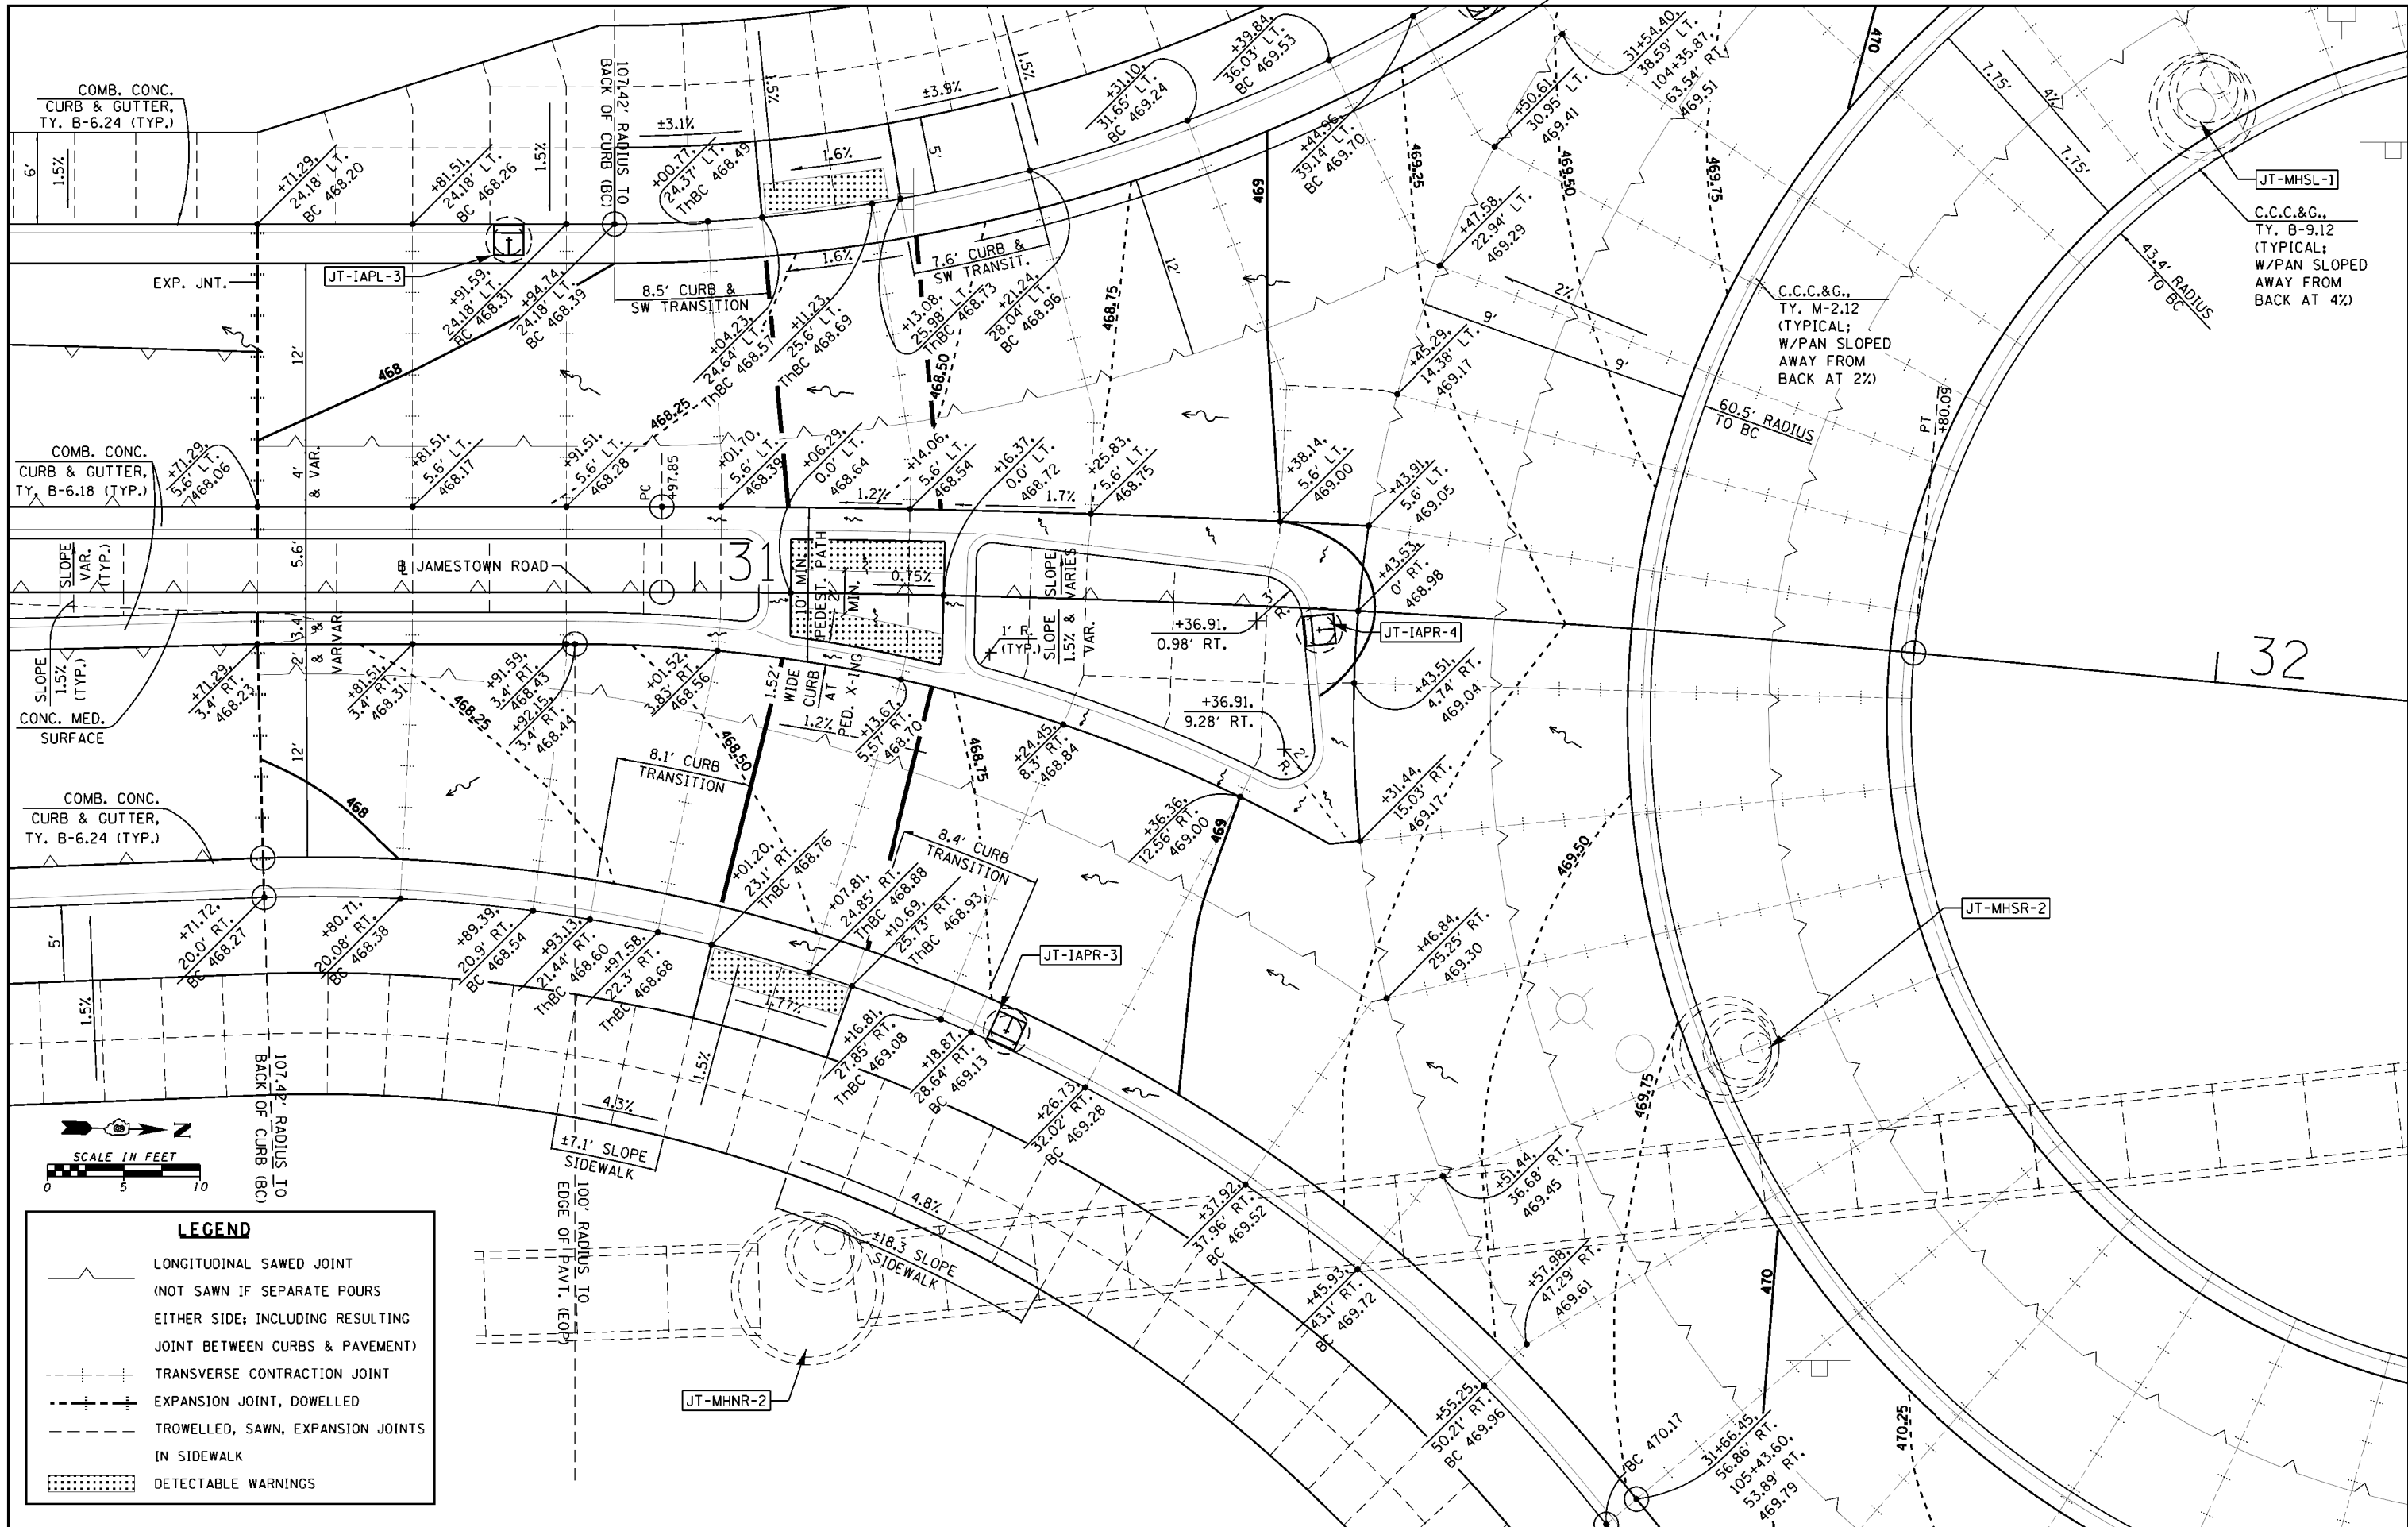 COMB. CONC.
CURB & GUTTER,
TY. B-6.24 (TYP.)
6'
1.5%
+71.29,
24.18' LT.
BC 468.20
+81.51,
24.18' LT.
BC 468.26
1.5%
107.42' RADIUS TO
BACK OF CURB (BC)
±3.1%
+00.77,
24.37' LT.
ThBC 468.49
1.5%
1.6%
±3.9%
5'
1.5%
+31.10,
31.65' LT.
BC 469.24
+39.84,
36.03' LT.
BC 469.53
+44.96,
39.14' LT.
BC 469.70
31+54.40,
38.59' LT.
104+35.87,
63.54' RT.
469.51
+50.61,
30.95' LT.
469.41
469.25
469.50
469.75
470
7.75'
4%
7.75'
JT-MHSL-1
C.C.C.&G.,
TY. B-9.12
(TYPICAL;
W/PAN SLOPED
AWAY FROM
BACK AT 4%)
43.4' RADIUS
TO BC
EXP. JNT.
JT-IAPL-3
+91.59,
24.18' LT.
BC 468.31
+94.74,
24.18' LT.
BC 468.39
8.5' CURB &
SW TRANSITION
1.6%
7.6' CURB &
SW TRANSIT.
+04.23,
24.64' LT.
ThBC 468.57
+11.23,
25.6' LT.
ThBC 468.69
+13.08,
25.98' LT.
ThBC 468.73
+21.24,
28.04' LT.
BC 468.96
469
12'
+47.58,
22.94' LT.
469.29
2%
9'
9'
C.C.C.&G.,
TY. M-2.12
(TYPICAL;
W/PAN SLOPED
AWAY FROM
BACK AT 2%)
60.5' RADIUS
TO BC
PT
+80.09
+45.29,
14.38' LT.
469.17
12'
468
468.25
468.50
468.75
COMB. CONC.
CURB & GUTTER,
TY. B-6.18 (TYP.)
+71.29,
5.6' LT.
468.06
4'
& VAR.
+81.51,
5.6' LT.
468.17
+91.51,
5.6' LT.
468.28
PC
+97.85
+01.70,
5.6' LT.
468.39
+06.29,
0.0' LT.
468.64
+14.06,
5.6' LT.
468.54
+16.37,
0.0' LT.
468.72
+25.83,
5.6' LT.
468.75
+38.14,
5.6' LT.
469.00
+43.91,
5.6' LT.
469.05
1.2%
1.7%
SLOPE
VAR.
(TYP.)
5.6'
JAMESTOWN ROAD
31
10' MIN.
PEDEST. PATH
2'
MIN.
0.75%
SLOPE
1.5% &
SLOPE
VARIES
VAR.
1' R.
(TYP.)
3'
R.
+36.91,
0.98' RT.
JT-IAPR-4
+43.53,
0' RT.
468.98
32
SLOPE
1.5%
(TYP.)
CONC. MED.
SURFACE
3.4'
&
VAR.
2'
&
VAR.
+71.29,
3.4' RT.
468.23
+81.51,
3.4' RT.
468.31
468.25
+91.59,
3.4' RT.
468.43
+92.15,
3.4' RT.
468.44
+01.52,
3.83' RT.
468.56
1.52'
WIDE
CURB
AT
PED. X-ING
1.2%
+13.67,
5.57' RT.
468.70
468.75
+24.45,
8.3' RT.
468.84
+36.91,
9.28' RT.
2'
R.
+43.51,
4.74' RT.
469.04
+31.44,
15.03' RT.
469.17
+36.36,
12.56' RT.
469.00
469
469.50
12'
468
8.1' CURB
TRANSITION
468.50
8.4' CURB
TRANSITION
COMB. CONC.
CURB & GUTTER,
TY. B-6.24 (TYP.)
5'
1.5%
+71.72,
20.0' RT.
BC 468.27
+80.71,
20.08' RT.
BC 468.38
+89.39,
20.9' RT.
BC 468.54
+93.13,
21.44' RT.
ThBC 468.60
+97.58,
22.3' RT.
ThBC 468.68
+01.20,
23.1' RT.
ThBC 468.76
+07.81,
24.85' RT.
ThBC 468.88
+10.69,
25.73' RT.
ThBC 468.93
JT-IAPR-3
1.77%
1.5%
+16.81,
27.85' RT.
ThBC 469.08
+18.87,
28.64' RT.
BC 469.13
+26.73,
32.02' RT.
BC 469.28
+46.84,
25.25' RT.
469.30
JT-MHSR-2
469.75
107.42' RADIUS TO
BACK OF CURB (BC)
4.3%
±7.1' SLOPE
SIDEWALK
100' RADIUS TO
EDGE OF PAVT. (EOP)
4.8%
±18.3 SLOPE
SIDEWALK
+37.92,
37.96' RT.
BC 469.52
+51.44,
36.68' RT.
469.45
+45.93,
43.1' RT.
BC 469.72
+57.98,
47.29' RT.
469.61
470
+55.25,
50.21' RT.
BC 469.96
BC 470.17
31+66.45,
56.86' RT.
105+43.60,
53.89' RT.
469.79
470.25
JT-MHNR-2
N
SCALE IN FEET
0 5 10
LEGEND
LONGITUDINAL SAWED JOINT
(NOT SAWN IF SEPARATE POURS
EITHER SIDE; INCLUDING RESULTING
JOINT BETWEEN CURBS & PAVEMENT)
TRANSVERSE CONTRACTION JOINT
EXPANSION JOINT, DOWELLED
TROWELLED, SAWN, EXPANSION JOINTS
IN SIDEWALK
DETECTABLE WARNINGS